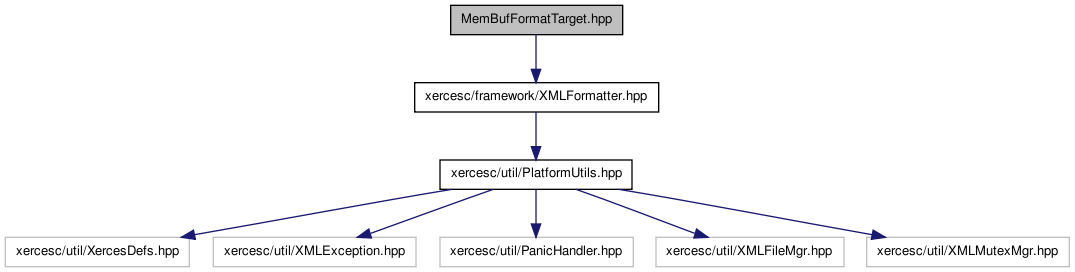 MemBufFormatTarget.hpp
xercesc/framework/XMLFormatter.hpp
xercesc/util/PlatformUtils.hpp
xercesc/util/XercesDefs.hpp
xercesc/util/XMLException.hpp
xercesc/util/PanicHandler.hpp
xercesc/util/XMLFileMgr.hpp
xercesc/util/XMLMutexMgr.hpp